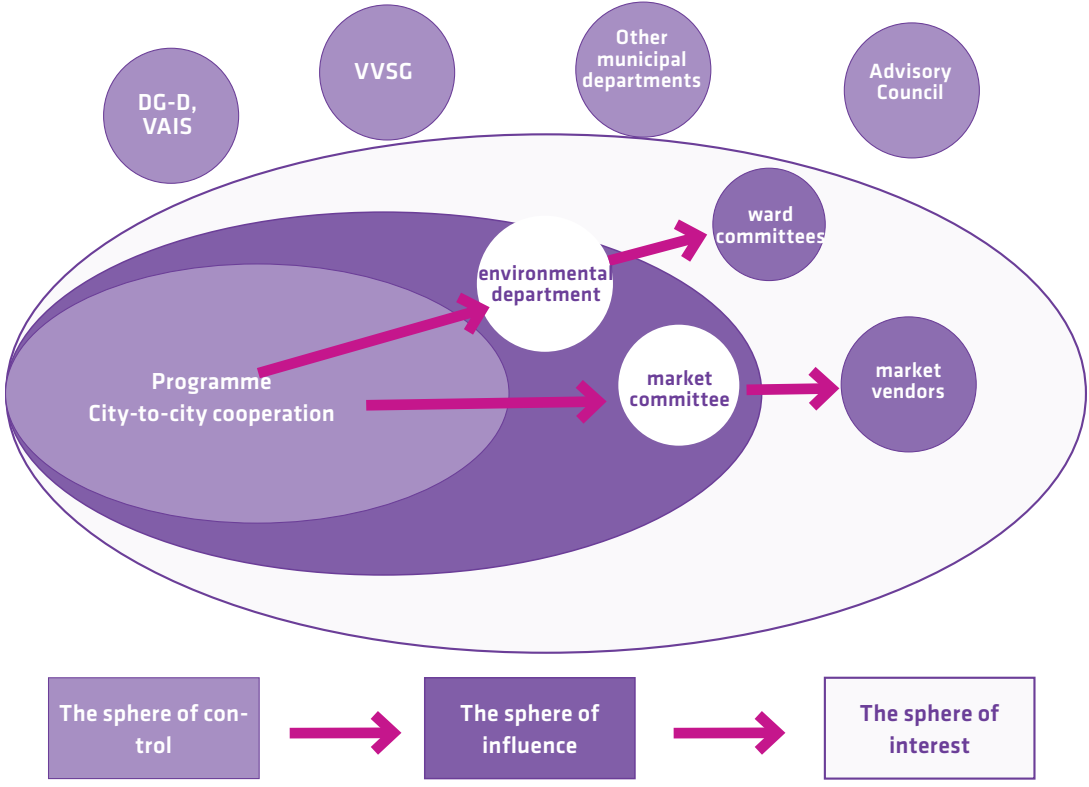 DG-D,
VAIS
VVSG
Other
municipal
departments
Advisory
Council
ward
committees
environmental
department
Programme
City-to-city cooperation
market
committee
market
vendors
The sphere of con-
trol
The sphere of
influence
The sphere of
interest